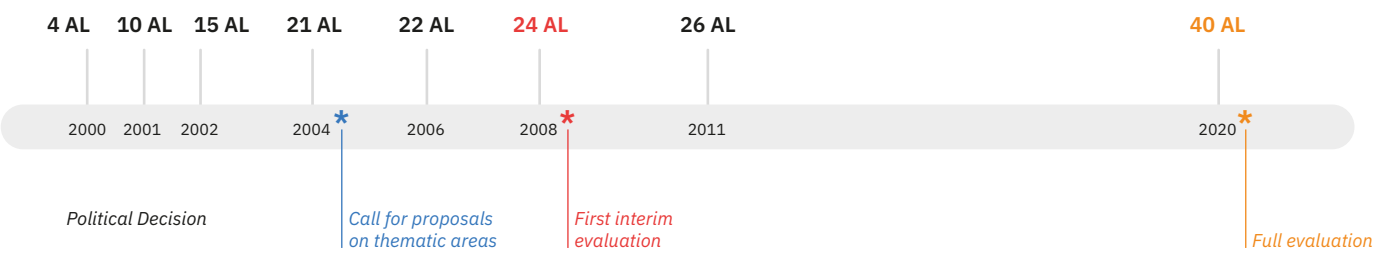 4 AL 10 AL 15 AL 21 AL 22 AL 24 AL 26 AL 40 AL
* * *
2000 2001 2002 2004 2006 2008 2011 2020
Political Decision Call for proposals First interim
on thematic areas evaluation Full evaluation